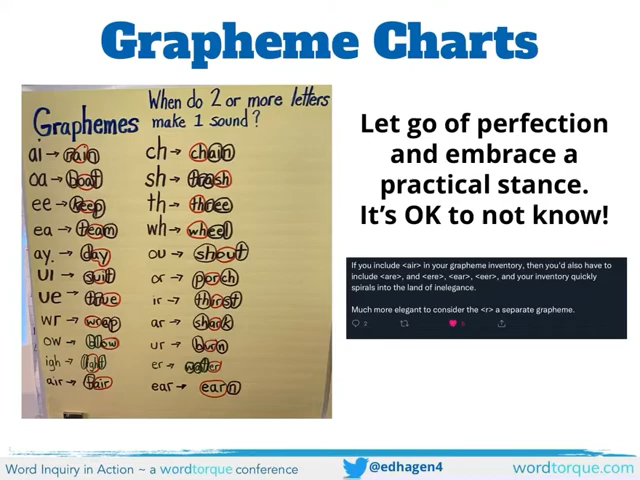 Grapheme Charts
Graphemes
When do 2 or more letters
make 1 sound?
ai → rain
oa → boat
ee → keep
ea → team
ay. → day
ui → suit
ue → true
wr → wrap
ow → blow
igh → light
air → fair
ch → chain
sh → trash
th → three
wh → wheel
ou → shout
or → porch
ir → thirst
ar → shark
ur → burn
er → water
ear → earn
Let go of perfection
and embrace a
practical stance.
It's OK to not know!
If you include <air> in your grapheme inventory, then you'd also have to
include <are>, and <ere>, <ear>, <eer>, and your inventory quickly
spirals into the land of inelegance.
Much more elegant to consider the <r> a separate grapheme.
2
Word Inquiry in Action ~ a wordtorque conference
@edhagen4
wordtorque.com